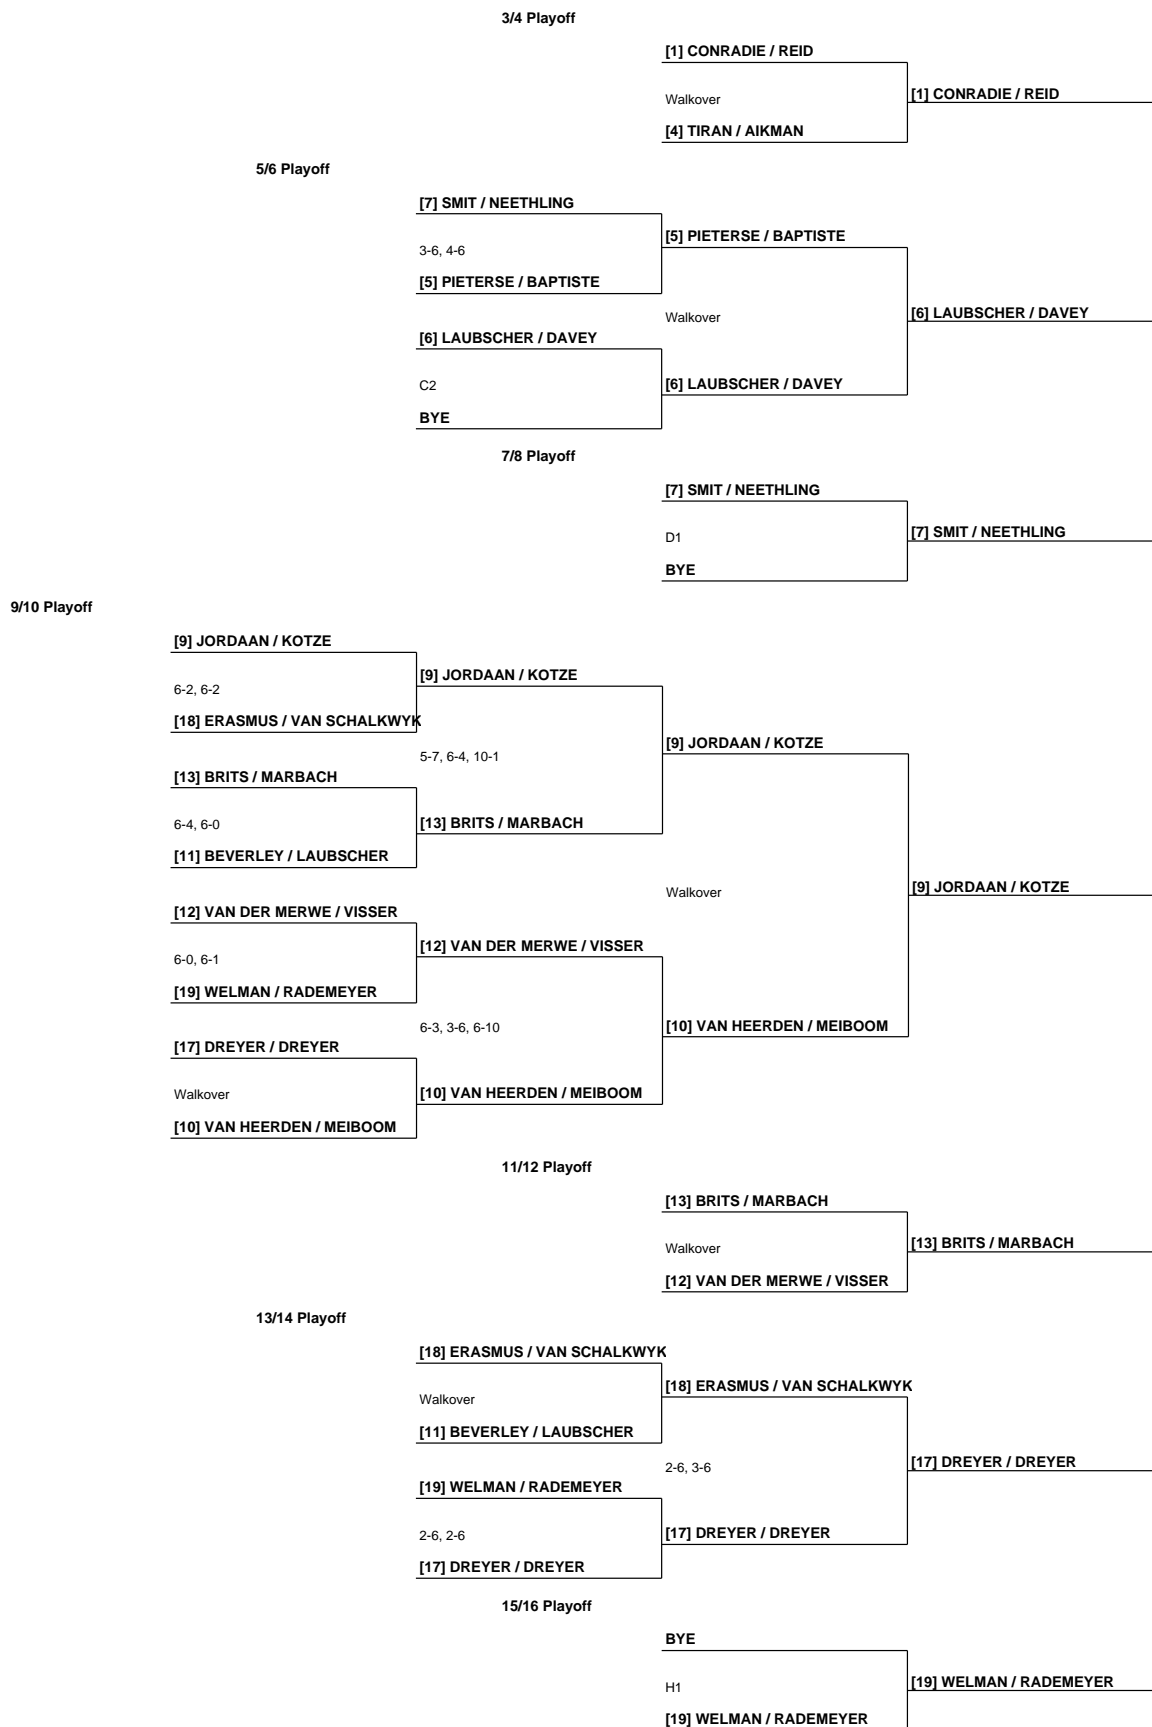 3/4 Playoff
[1] CONRADIE / REID
Walkover
[1] CONRADIE / REID
[4] TIRAN / AIKMAN
5/6 Playoff
[7] SMIT / NEETHLING
[5] PIETERSE / BAPTISTE
3-6, 4-6
[5] PIETERSE / BAPTISTE
Walkover
[6] LAUBSCHER / DAVEY
[6] LAUBSCHER / DAVEY
C2
[6] LAUBSCHER / DAVEY
BYE
7/8 Playoff
[7] SMIT / NEETHLING
D1
[7] SMIT / NEETHLING
BYE
9/10 Playoff
[9] JORDAAN / KOTZE
[9] JORDAAN / KOTZE
6-2, 6-2
[18] ERASMUS / VAN SCHALKWYK
[9] JORDAAN / KOTZE
5-7, 6-4, 10-1
[13] BRITS / MARBACH
6-4, 6-0
[13] BRITS / MARBACH
[11] BEVERLEY / LAUBSCHER
Walkover
[9] JORDAAN / KOTZE
[12] VAN DER MERWE / VISSER
[12] VAN DER MERWE / VISSER
6-0, 6-1
[19] WELMAN / RADEMEYER
6-3, 3-6, 6-10
[10] VAN HEERDEN / MEIBOOM
[17] DREYER / DREYER
Walkover
[10] VAN HEERDEN / MEIBOOM
[10] VAN HEERDEN / MEIBOOM
11/12 Playoff
[13] BRITS / MARBACH
Walkover
[13] BRITS / MARBACH
[12] VAN DER MERWE / VISSER
13/14 Playoff
[18] ERASMUS / VAN SCHALKWYK
[18] ERASMUS / VAN SCHALKWYK
Walkover
[11] BEVERLEY / LAUBSCHER
2-6, 3-6
[17] DREYER / DREYER
[19] WELMAN / RADEMEYER
2-6, 2-6
[17] DREYER / DREYER
[17] DREYER / DREYER
15/16 Playoff
BYE
H1
[19] WELMAN / RADEMEYER
[19] WELMAN / RADEMEYER